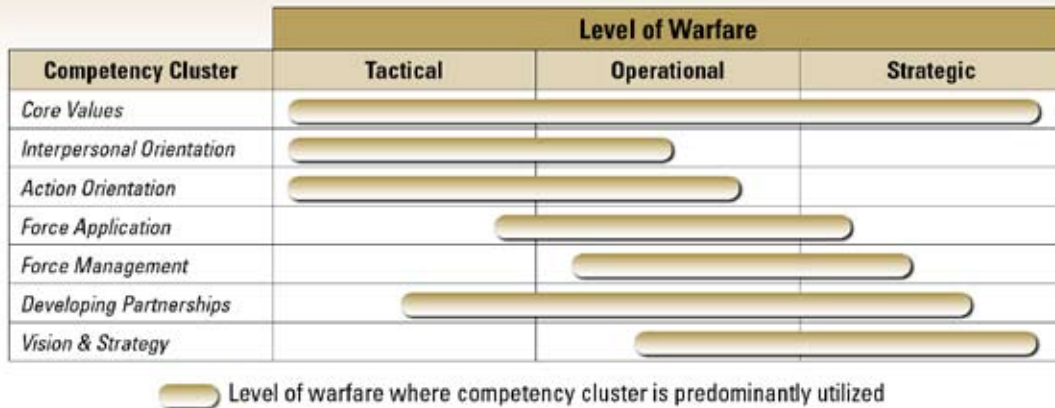 Level of Warfare
Competency Cluster Tactical Operational Strategic
Core Values
Interpersonal Orientation
Action Orientation
Force Application
Force Management
Developing Partnerships
Vision & Strategy
Level of warfare where competency cluster is predominantly utilized